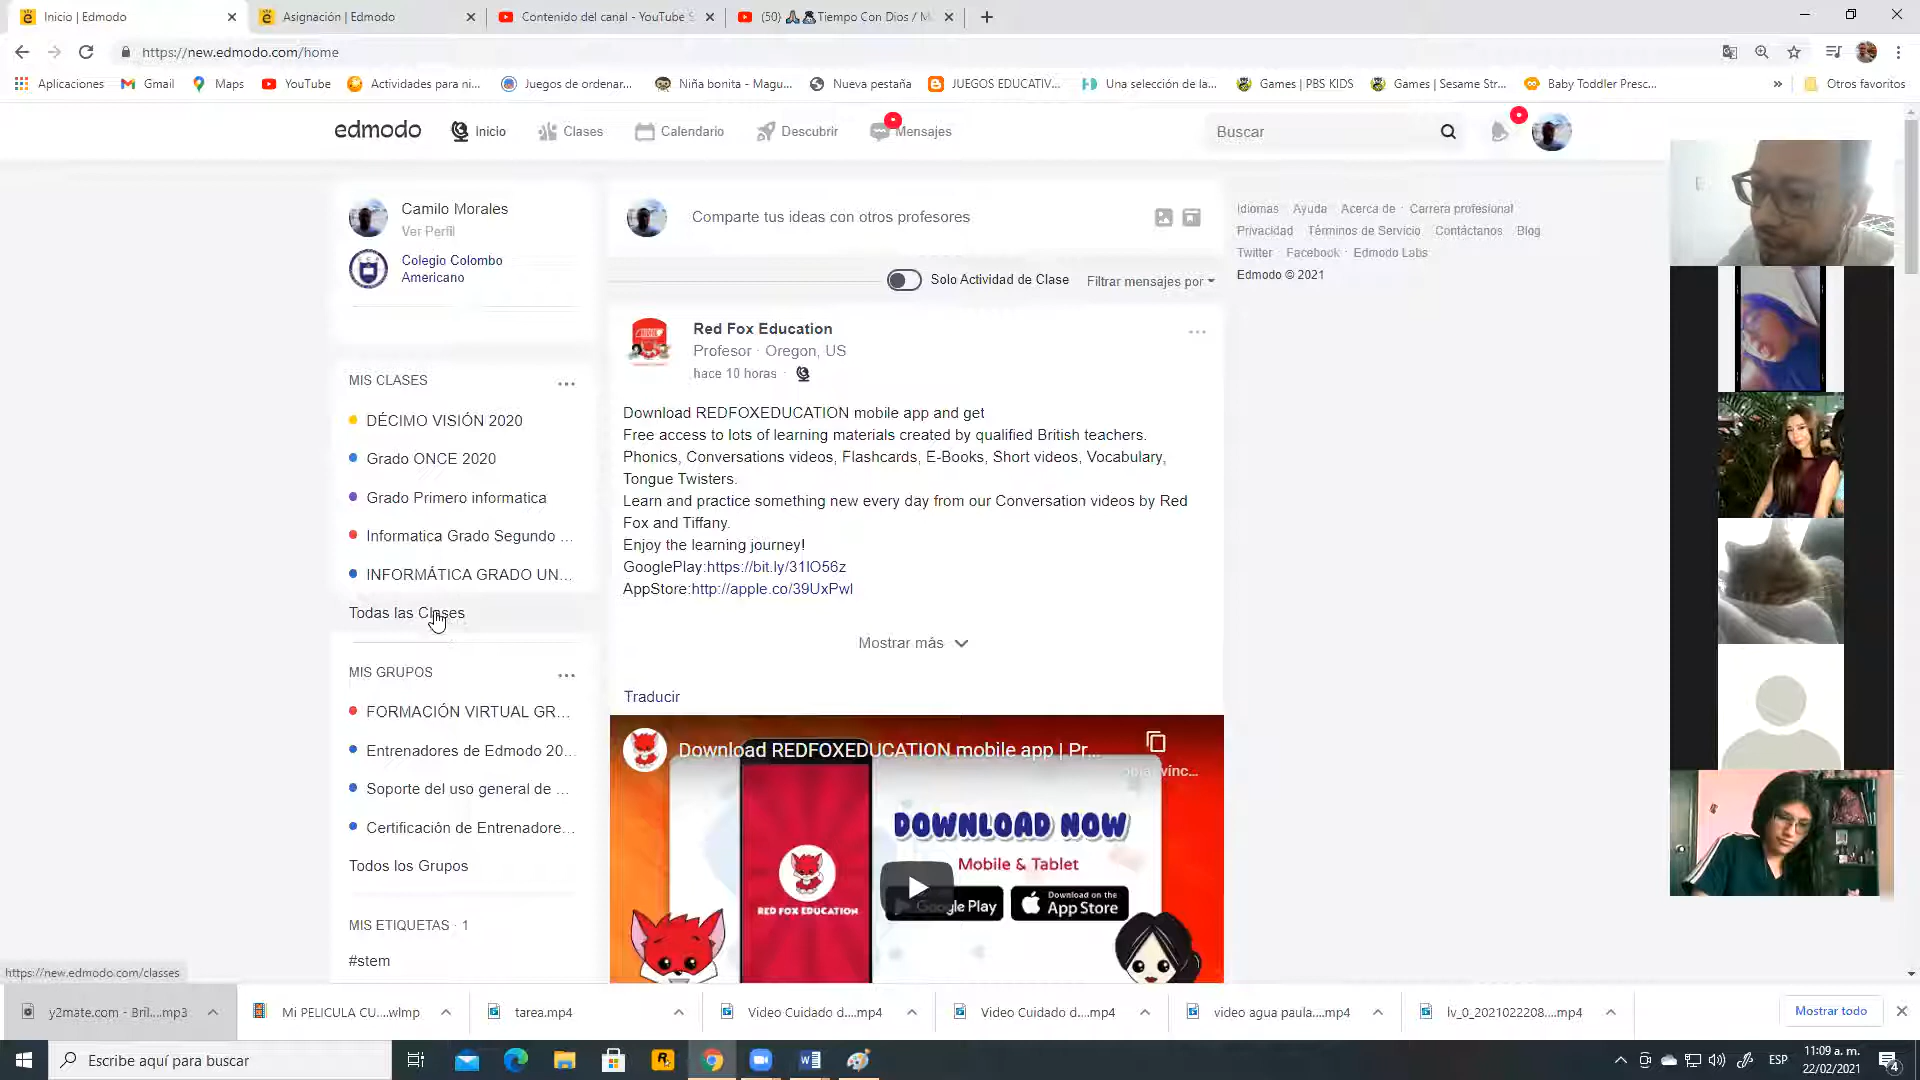 Inicio | Edmodo
Asignación | Edmodo
Contenido del canal - YouTube S
(50) Tiempo Con Dios / M
https://new.edmodo.com/home
Aplicaciones
Gmail
Maps
YouTube
Actividades para ni...
Juegos de ordenar...
Niña bonita - Magu...
Nueva pestaña
JUEGOS EDUCATIV...
Una selección de la...
Games | PBS KIDS
Games | Sesame Str...
Baby Toddler Presc...
»
Otros favoritos
edmodo
Inicio
Clases
Calendario
Descubrir
Mensajes
Buscar
Camilo Morales
Ver Perfil
Colegio Colombo
Americano
MIS CLASES
DÉCIMO VISIÓN 2020
Grado ONCE 2020
Grado Primero informatica
Informatica Grado Segundo ...
INFORMÁTICA GRADO UN...
Todas las Clases
MIS GRUPOS
FORMACIÓN VIRTUAL GR...
Entrenadores de Edmodo 20...
Soporte del uso general de ...
Certificación de Entrenadore...
Todos los Grupos
MIS ETIQUETAS · 1
#stem
Comparte tus ideas con otros profesores
Solo Actividad de Clase
Filtrar mensajes por
Red Fox Education
Profesor · Oregon, US
hace 10 horas ·
Download REDFOXEDUCATION mobile app and get
Free access to lots of learning materials created by qualified British teachers.
Phonics, Conversations videos, Flashcards, E-Books, Short videos, Vocabulary,
Tongue Twisters.
Learn and practice something new every day from our Conversation videos by Red
Fox and Tiffany.
Enjoy the learning journey!
GooglePlay:https://bit.ly/31IO56z
AppStore:http://apple.co/39UxPwl
Mostrar más
Traducir
Download REDFOXEDUCATION mobile app | Pr...
DOWNLOAD NOW
Mobile & Tablet
RED FOX EDUCATION
Google Play
Download on the
App Store
Idiomas Ayuda Acerca de · Carrera profesional
Privacidad Términos de Servicio Contáctanos Blog
Twitter Facebook · Edmodo Labs
Edmodo © 2021
https://new.edmodo.com/classes
y2mate.com - Bril....mp3
Mi PELICULA CU....wlmp
tarea.mp4
Video Cuidado d....mp4
Video Cuidado d....mp4
video agua paula....mp4
lv_0_2021022208....mp4
Mostrar todo
Escribe aquí para buscar
ESP
11:09 a. m.
22/02/2021
4